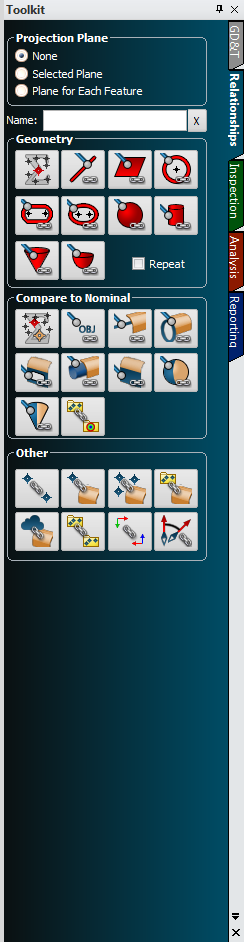 Toolkit
Projection Plane
None
Selected Plane
Plane for Each Feature
Name:
X
Geometry
Repeat
Compare to Nominal
OBJ
Other
GD&T
Relationships
Inspection
Analysis
Reporting